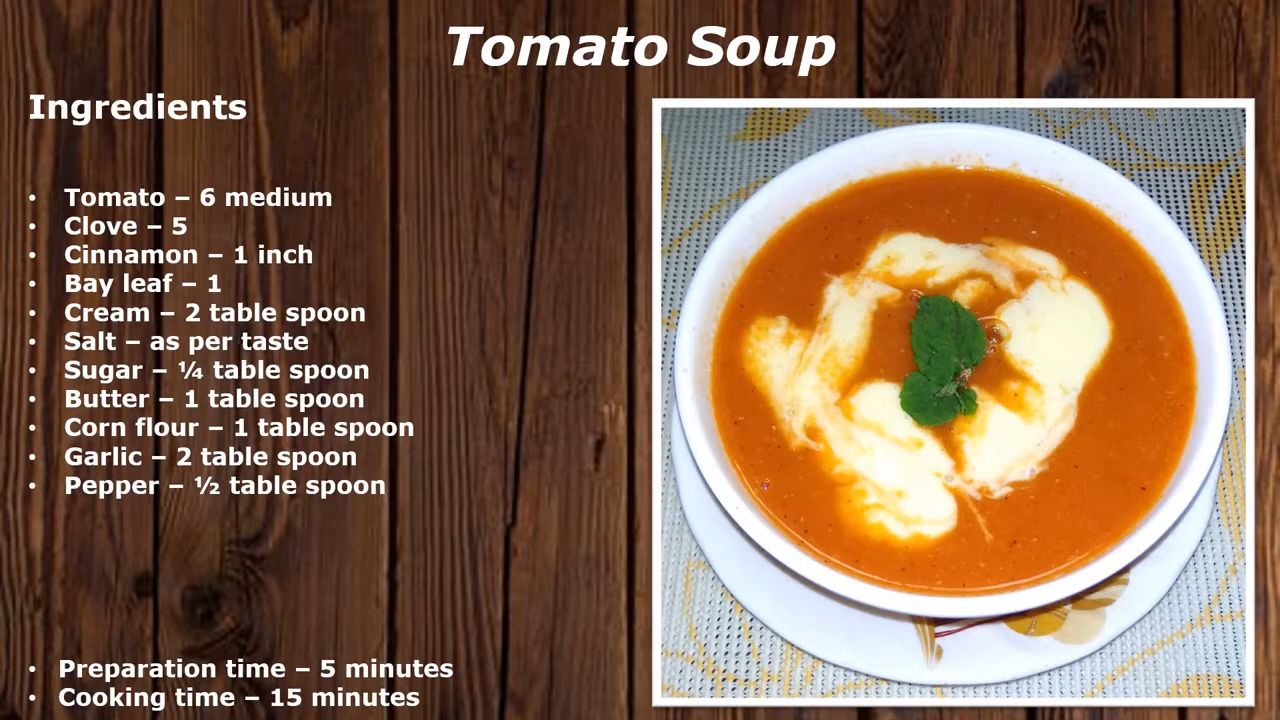 Tomato Soup
Ingredients
• Tomato – 6 medium
• Clove – 5
• Cinnamon – 1 inch
• Bay leaf – 1
• Cream – 2 table spoon
• Salt – as per taste
• Sugar – ¼ table spoon
• Butter – 1 table spoon
• Corn flour – 1 table spoon
• Garlic – 2 table spoon
• Pepper – ½ table spoon
• Preparation time – 5 minutes
• Cooking time – 15 minutes